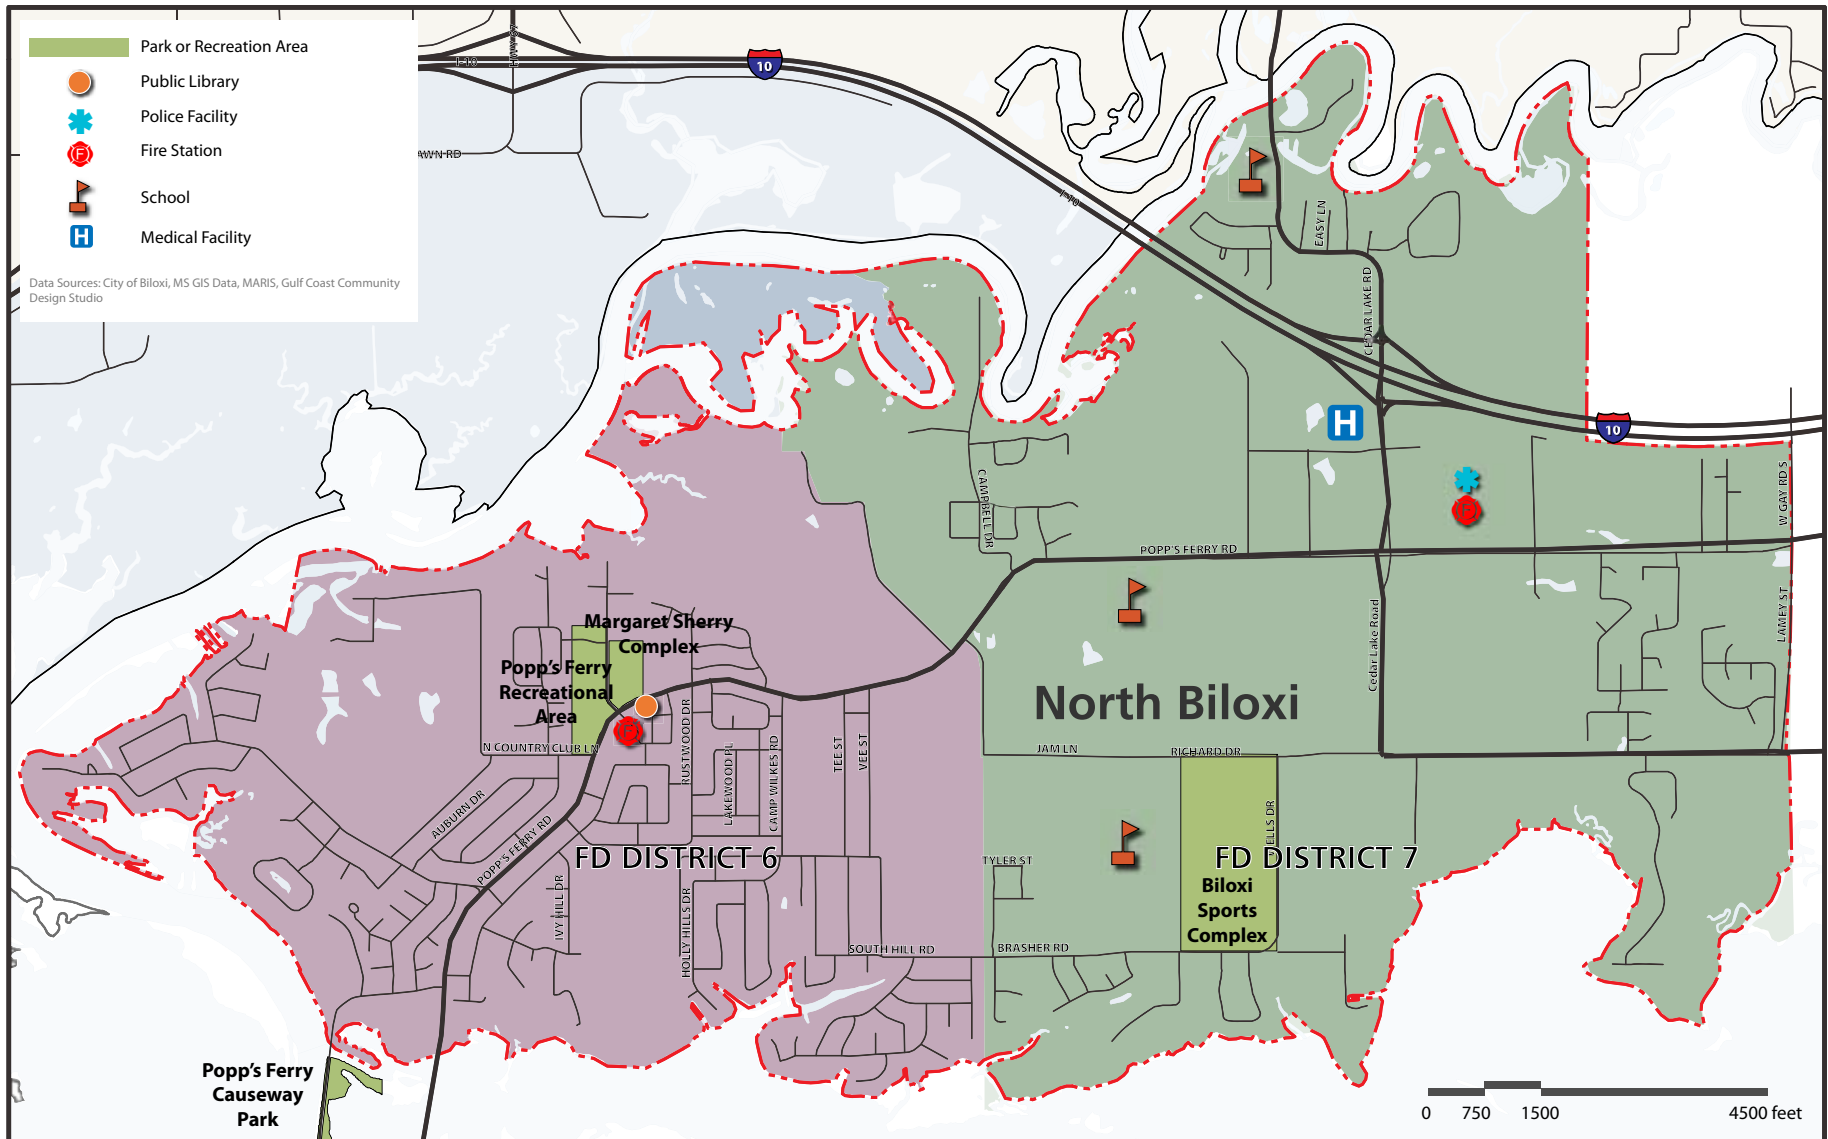 Park or Recreation Area
Public Library
Police Facility
Fire Station
School
H
Medical Facility
Data Sources: City of Biloxi, MS GIS Data, MARIS, Gulf Coast Community
Design Studio
I-10
10
AWN RD
I-10
EASY LN
CEDAR LAKE RD
H
10
W GAY RD S
CAMPBELL DR
F
POPP'S FERRY RD
Cedar Lake Road
LAMEY ST
Margaret Sherry
Complex
Popp's Ferry
Recreational
Area
F
North Biloxi
N COUNTRY CLUB LN
RUSTWOOD DR
LAKEWOOD PL
CAMP WILKES RD
TEE ST
VEE ST
JAM LN
RICHARD DR
AUBURN DR
POPP'S FERRY RD
FD DISTRICT 6
TYLER ST
ELLS DR
FD DISTRICT 7
IVY HILL DR
HOLLY HILLS DR
SOUTH HILL RD
BRASHER RD
Biloxi
Sports
Complex
Popp's Ferry
Causeway
Park
0 750 1500 4500 feet